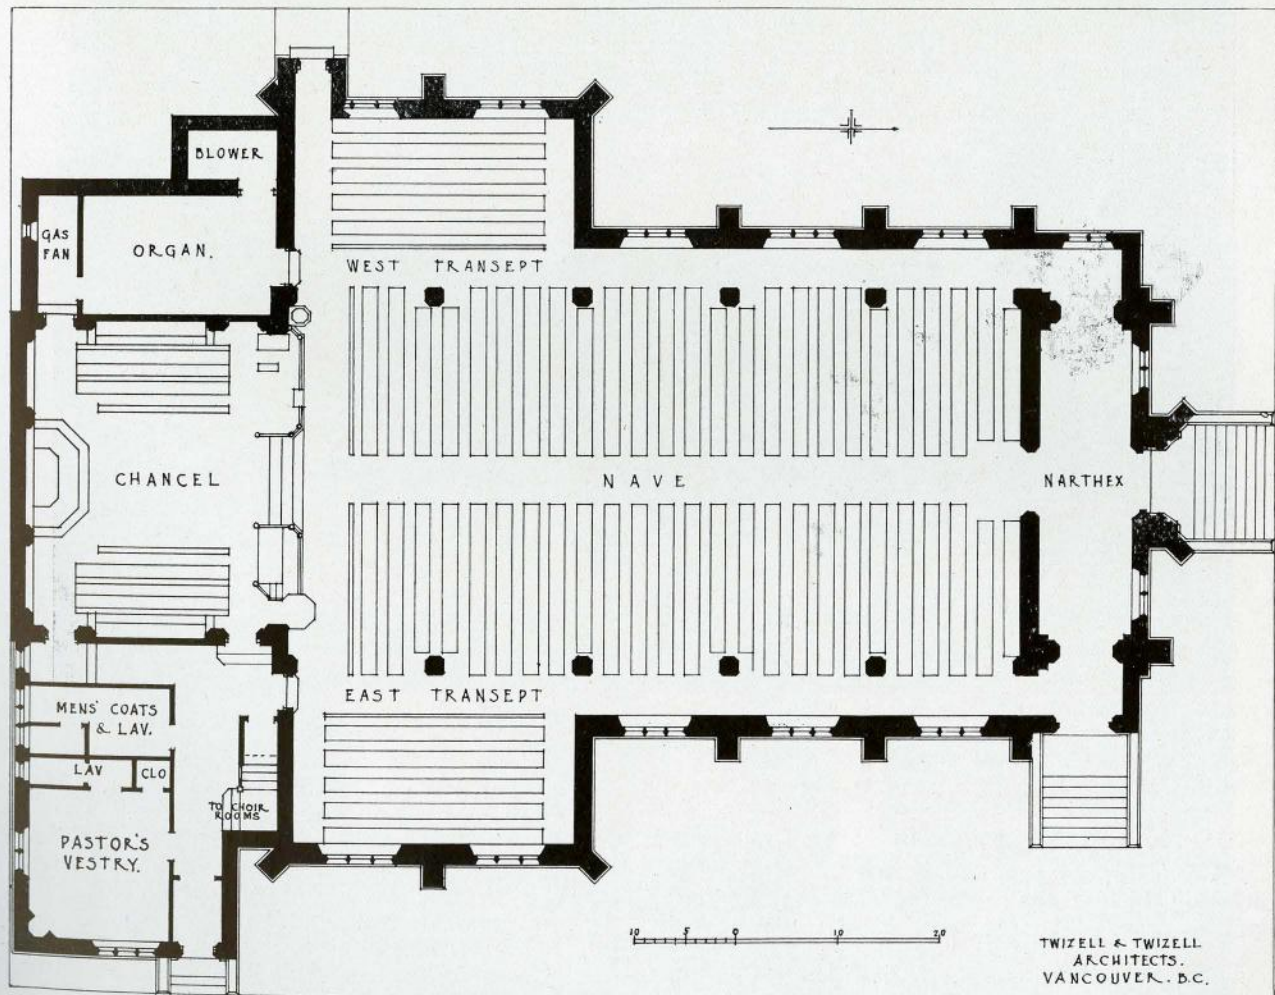 BLOWER
GAS
FAN
ORGAN.
WEST TRANSEPT
CHANCEL
NAVE
NARTHEX
EAST TRANSEPT
MENS' COATS
& LAV.
LAV
CLO
TO CHOIR
ROOMS
PASTOR'S
VESTRY.
10 5 0 10 20
TWIZELL & TWIZELL
ARCHITECTS.
VANCOUVER. B.C.